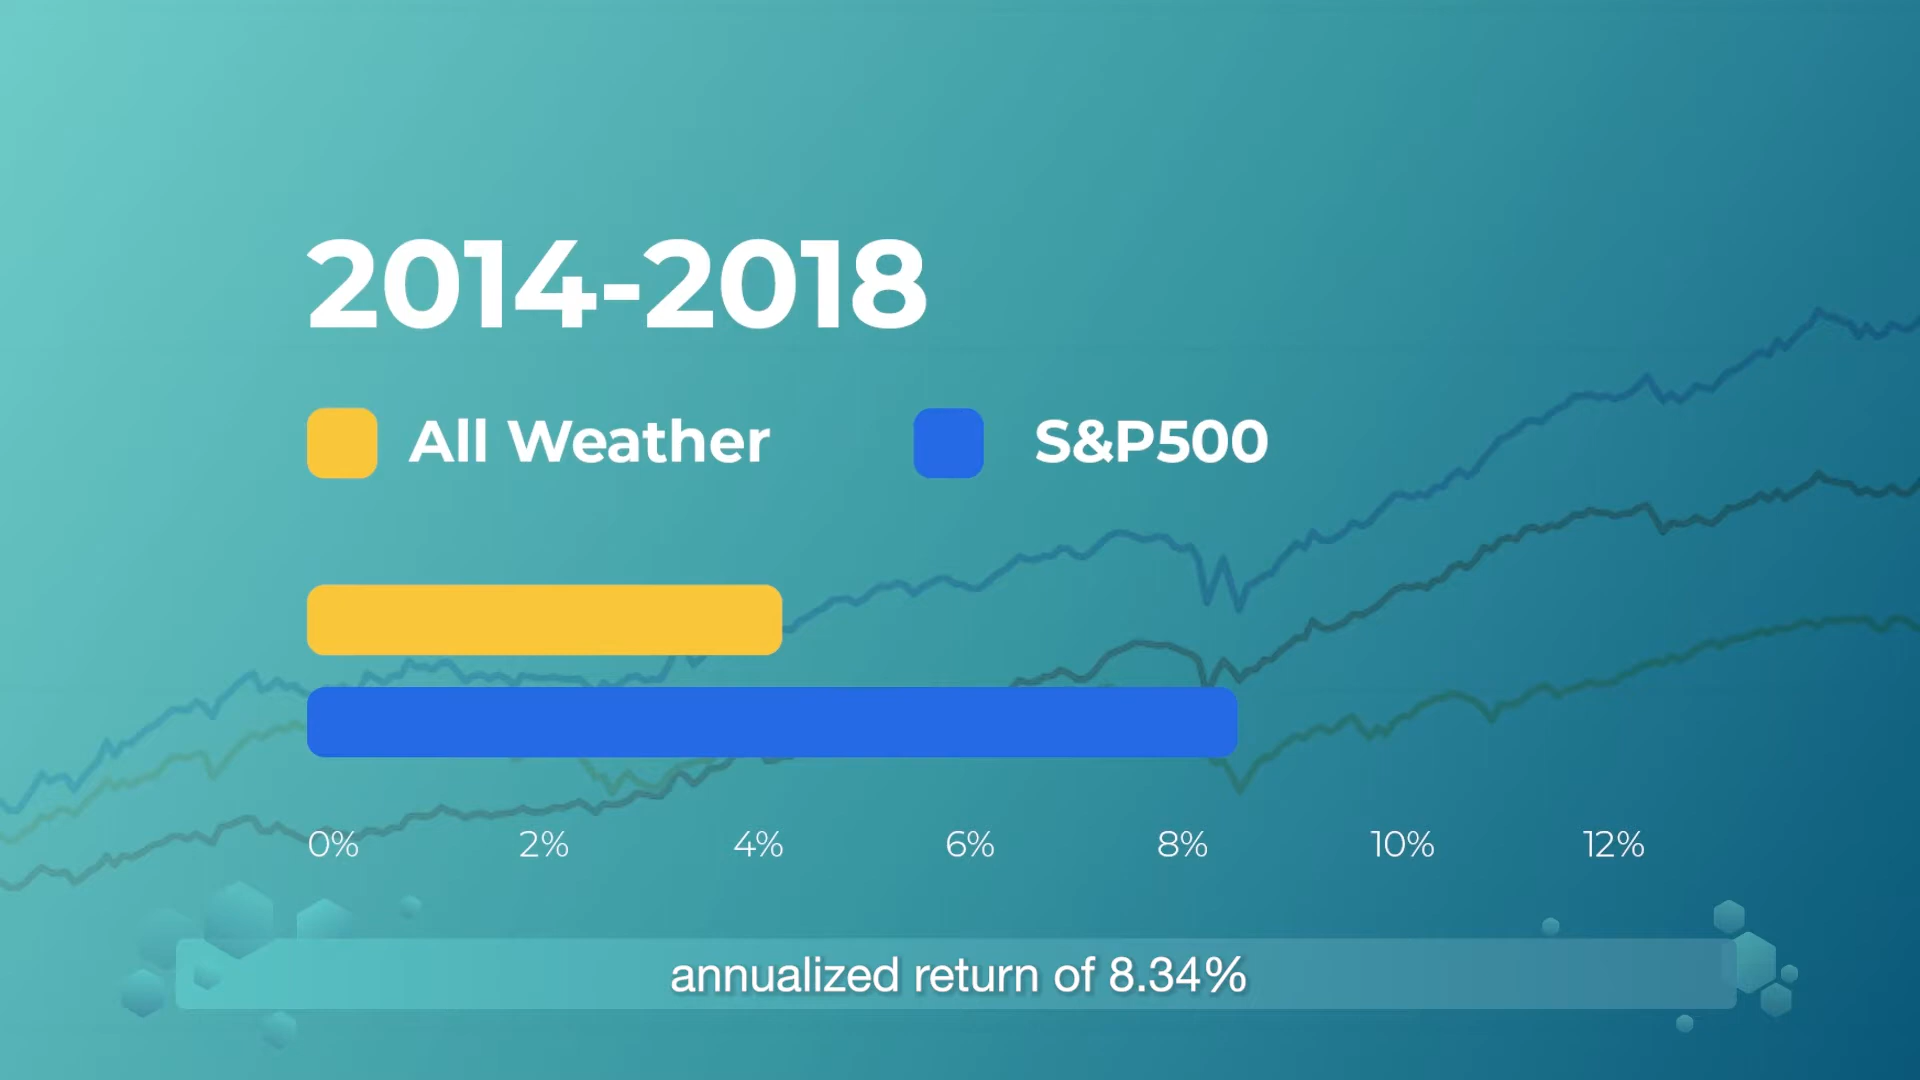 2014-2018
All Weather
S&P500
0% 2% 4% 6% 8% 10% 12%
annualized return of 8.34%